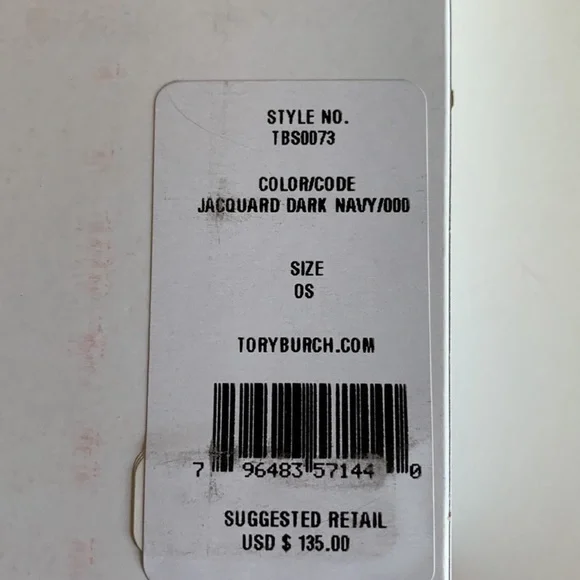 STYLE NO.
TBS0073
COLOR/CODE
JACQUARD DARK NAVY/000
SIZE
OS
TORYBURCH.COM
7 96483 57144 0
SUGGESTED RETAIL
USD $ 135.00